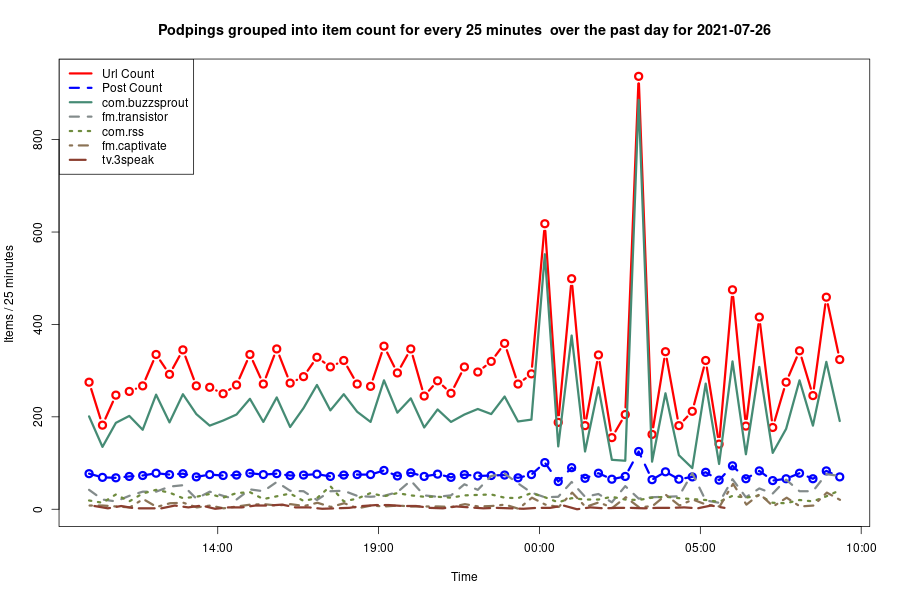 Podpings grouped into item count for every 25 minutes  over the past day for 2021-07-26
Url Count
Post Count
com.buzzsprout
fm.transistor
com.rss
fm.captivate
tv.3speak
Items / 25 minutes
800
600
400
200
0
14:00 19:00 00:00 05:00 10:00
Time